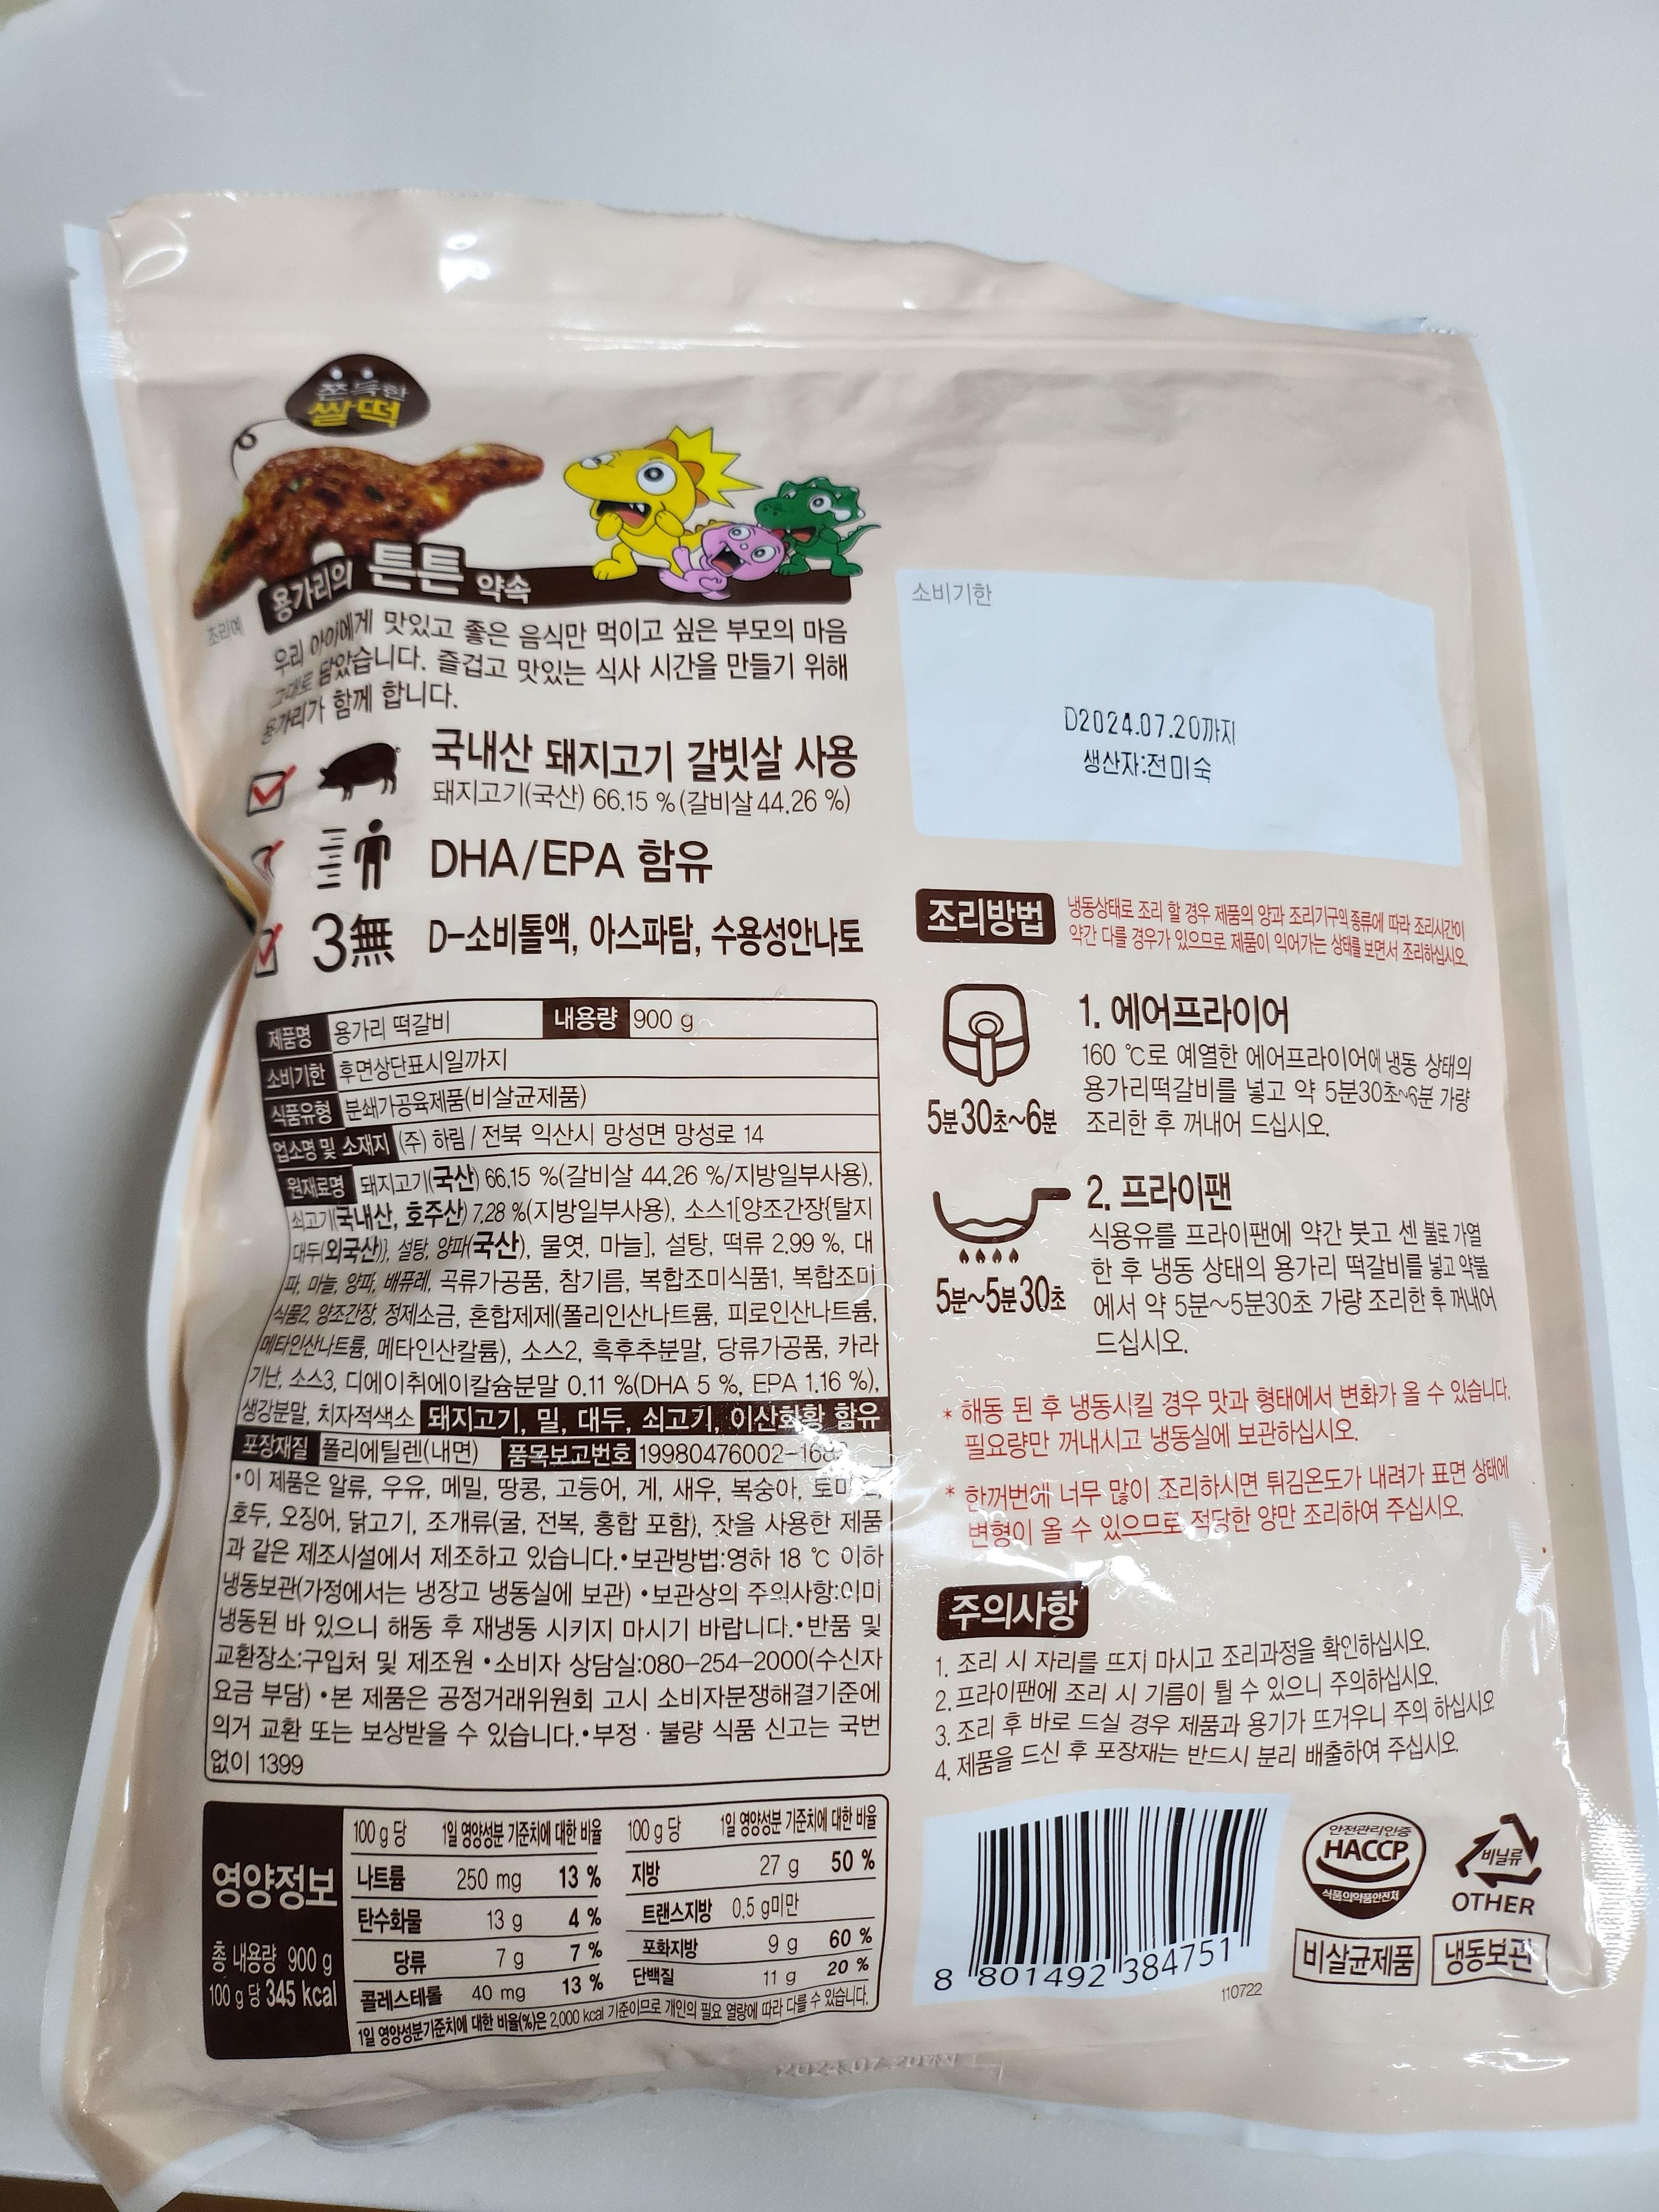 쫀득한
쌀떡
조리예
용가리의 튼튼 약속
우리 아이에게 맛있고 좋은 음식만 먹이고 싶은 부모의 마음
그대로 담았습니다. 즐겁고 맛있는 식사 시간을 만들기 위해
용가리가 함께 합니다.
국내산 돼지고기 갈빗살 사용
돼지고기(국산) 66.15 % (갈비살 44.26 %)
DHA/EPA 함유
3無 D-소비톨액, 아스파탐, 수용성안나토
제품명 용가리 떡갈비 내용량 900 g
소비기한 후면상단표시일까지
식품유형 분쇄가공육제품(비살균제품)
업소명 및 소재지 (주) 하림 / 전북 익산시 망성면 망성로 14
원재료명 돼지고기(국산) 66.15 %(갈비살 44.26 %/지방일부사용),
쇠고기(국내산, 호주산) 7.28 %(지방일부사용), 소스1[양조간장{탈지
대두(외국산)}, 설탕, 양파(국산), 물엿, 마늘], 설탕, 떡류 2.99 %, 대
파, 마늘, 양파, 배퓨레, 곡류가공품, 참기름, 복합조미식품1, 복합조미
식품2, 양조간장, 정제소금, 혼합제제(폴리인산나트륨, 피로인산나트륨,
메타인산나트륨, 메타인산칼륨), 소스2, 흑후추분말, 당류가공품, 카라
기난, 소스3, 디에이취에이칼슘분말 0.11 %(DHA 5 %, EPA 1.16 %),
생강분말, 치자적색소 돼지고기, 밀, 대두, 쇠고기, 이산화황 함유
포장재질 폴리에틸렌(내면) 품목보고번호 19980476002-168
•이 제품은 알류, 우유, 메밀, 땅콩, 고등어, 게, 새우, 복숭아, 토마토,
호두, 오징어, 닭고기, 조개류(굴, 전복, 홍합 포함), 잣을 사용한 제품
과 같은 제조시설에서 제조하고 있습니다.•보관방법:영하 18 ℃ 이하
냉동보관(가정에서는 냉장고 냉동실에 보관) •보관상의 주의사항:이미
냉동된 바 있으니 해동 후 재냉동 시키지 마시기 바랍니다.•반품 및
교환장소:구입처 및 제조원 •소비자 상담실:080-254-2000(수신자
요금 부담) •본 제품은 공정거래위원회 고시 소비자분쟁해결기준에
의거 교환 또는 보상받을 수 있습니다.•부정 · 불량 식품 신고는 국번
없이 1399
영양정보
총 내용량 900 g
100 g 당 345 kcal
100 g 당 1일 영양성분 기준치에 대한 비율 100 g 당 1일 영양성분 기준치에 대한 비율
나트륨 250 mg 13 % 지방 27 g 50 %
탄수화물 13 g 4 % 트랜스지방 0.5 g미만
당류 7 g 7 % 포화지방 9 g 60 %
콜레스테롤 40 mg 13 % 단백질 11 g 20 %
1일 영양성분기준치에 대한 비율(%)은 2,000 kcal 기준이므로 개인의 필요 열량에 따라 다를 수 있습니다.
소비기한
D2024.07.20까지
생산자:전미숙
조리방법 냉동상태로 조리 할 경우 제품의 양과 조리기구의 종류에 따라 조리시간이
약간 다를 경우가 있으므로 제품이 익어가는 상태를 보면서 조리하십시오.
1. 에어프라이어
160 ℃로 예열한 에어프라이어에 냉동 상태의
용가리떡갈비를 넣고 약 5분30초~6분 가량
조리한 후 꺼내어 드십시오.
5분30초~6분
2. 프라이팬
식용유를 프라이팬에 약간 붓고 센 불로 가열
한 후 냉동 상태의 용가리 떡갈비를 넣고 약불
에서 약 5분~5분30초 가량 조리한 후 꺼내어
드십시오.
5분~5분30초
* 해동 된 후 냉동시킬 경우 맛과 형태에서 변화가 올 수 있습니다.
필요량만 꺼내시고 냉동실에 보관하십시오.
* 한꺼번에 너무 많이 조리하시면 튀김온도가 내려가 표면 상태에
변형이 올 수 있으므로 적당한 양만 조리하여 주십시오.
주의사항
1. 조리 시 자리를 뜨지 마시고 조리과정을 확인하십시오.
2. 프라이팬에 조리 시 기름이 튈 수 있으니 주의하십시오.
3. 조리 후 바로 드실 경우 제품과 용기가 뜨거우니 주의 하십시오
4. 제품을 드신 후 포장재는 반드시 분리 배출하여 주십시오.
8 801492 384751
110722
안전관리인증
HACCP
식품의약품안전처
비닐류
OTHER
비살균제품 냉동보관
2024.07.20까지